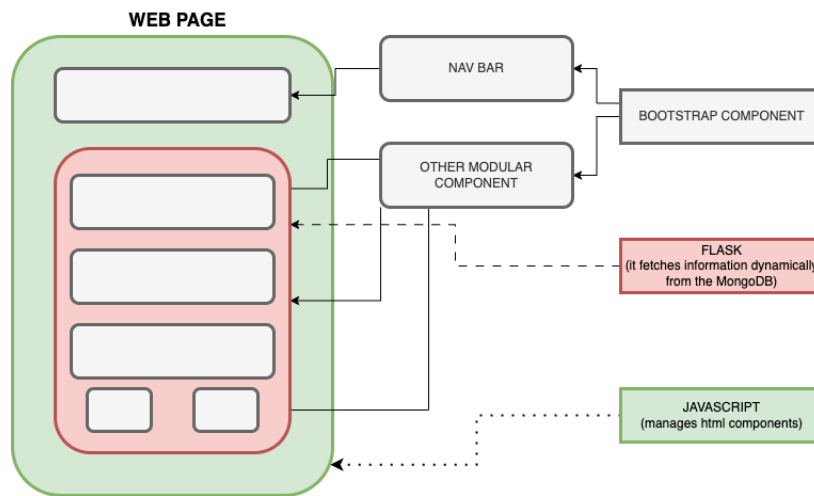 WEB PAGE
NAV BAR
BOOTSTRAP COMPONENT
OTHER MODULAR
COMPONENT
FLASK
(it fetches information dynamically
from the MongoDB)
JAVASCRIPT
(manages html components)